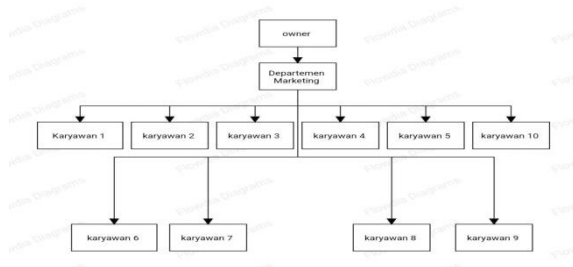 owner
Departemen
Marketing
Karyawan 1
karyawan 2
karyawan 3
karyawan 4
karyawan 5
karyawan 10
karyawan 6
karyawan 7
karyawan 8
karyawan 9